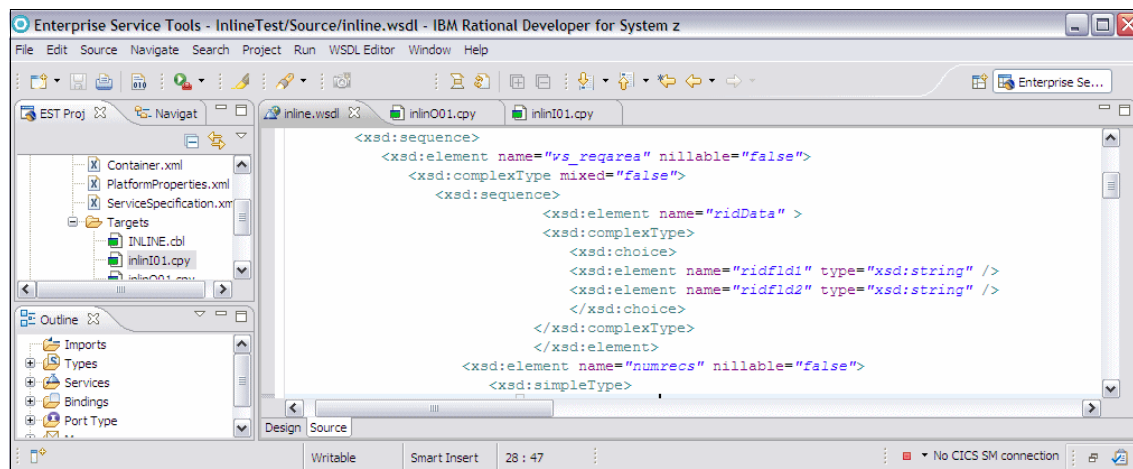 Enterprise Service Tools - InlineTest/Source/inline.wsdl - IBM Rational Developer for System z
File Edit Source Navigate Search Project Run WSDL Editor Window Help
Enterprise Se...
EST Proj Navigat
inline.wsdl inlinO01.cpy inlinI01.cpy
Container.xml
PlatformProperties.xml
ServiceSpecification.xm
Targets
INLINE.cbl
inlinI01.cpy
inlinO01.cpy
<xsd:sequence>
<xsd:element name="vs_reqarea" nillable="false">
<xsd:complexType mixed="false">
<xsd:sequence>
<xsd:element name="ridData" >
<xsd:complexType>
<xsd:choice>
<xsd:element name="ridfld1" type="xsd:string" />
<xsd:element name="ridfld2" type="xsd:string" />
</xsd:choice>
</xsd:complexType>
</xsd:element>
<xsd:element name="numrecs" nillable="false">
<xsd:simpleType>
Outline
Imports
Types
Services
Bindings
Port Type
Design Source
Writable Smart Insert 28 : 47 No CICS SM connection